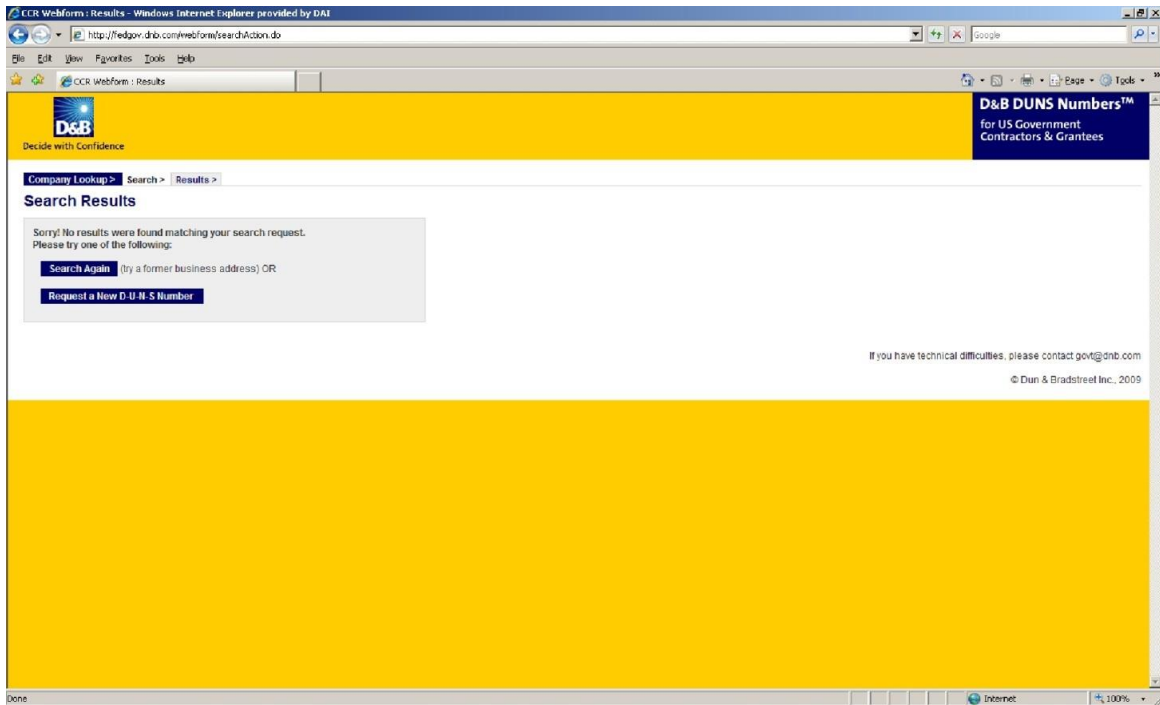 CCR Webform : Results - Windows Internet Explorer provided by DAI
http://fedgov.dnb.com/webform/searchAction.do
Google
File Edit View Favorites Tools Help
CCR Webform : Results
Page Tools
D&B
Decide with Confidence
D&B DUNS Numbers™
for US Government
Contractors & Grantees
Company Lookup > Search > Results >
Search Results
Sorry! No results were found matching your search request.
Please try one of the following:
Search Again (try a former business address) OR
Request a New D-U-N-S Number
If you have technical difficulties, please contact govt@dnb.com
© Dun & Bradstreet Inc., 2009
Done Internet 100%